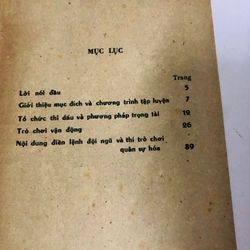 MỤC LỤC
Trang
Lời nói đầu 5
Giới thiệu mục đích và chương trình tập luyện 7
Tổ chức thi đấu và phương pháp trọng tài 12
Trò chơi vận động 26
Nội dung điền lệnh đội ngũ và thi trò chơi
quân sự hóa 89